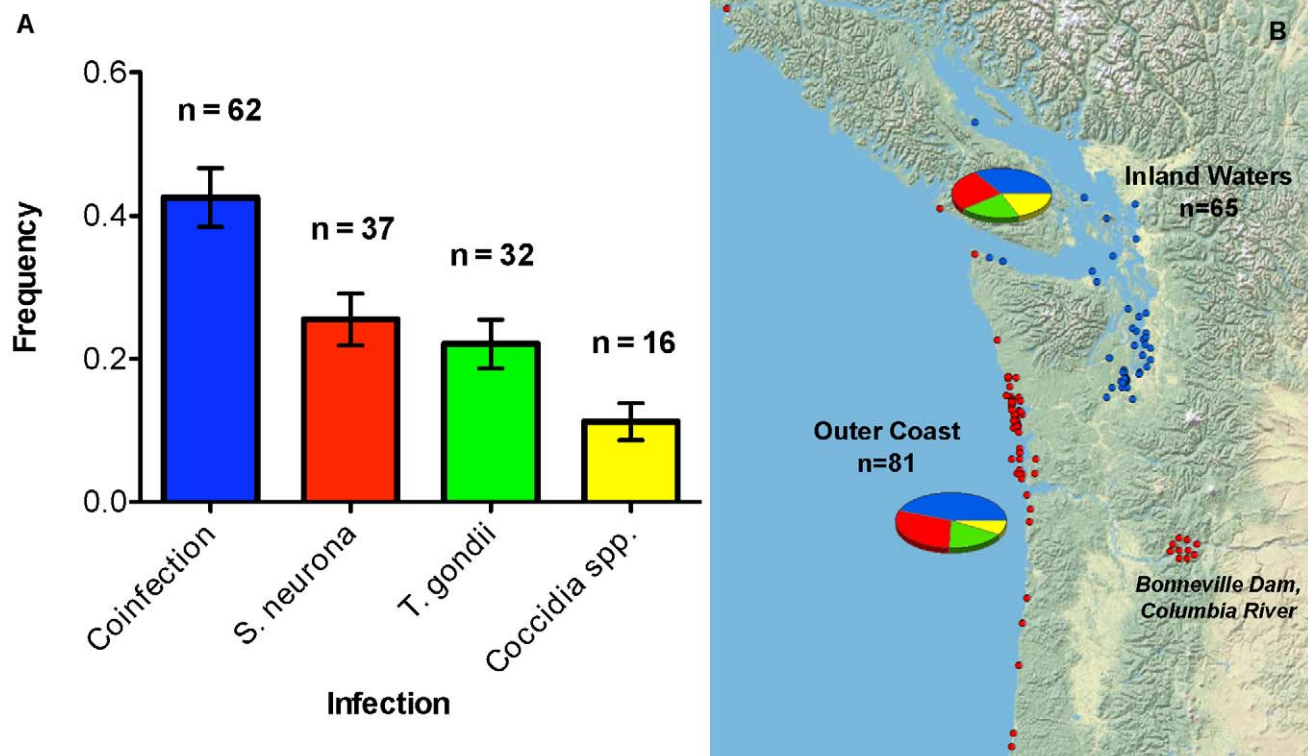 A
0.6
0.4
0.2
0.0
Frequency
n = 62
n = 37
n = 32
n = 16
Coinfection
S. neurona
T. gondii
Coccidia spp.
Infection
B
Inland Waters
n=65
Outer Coast
n=81
Bonneville Dam,
Columbia River